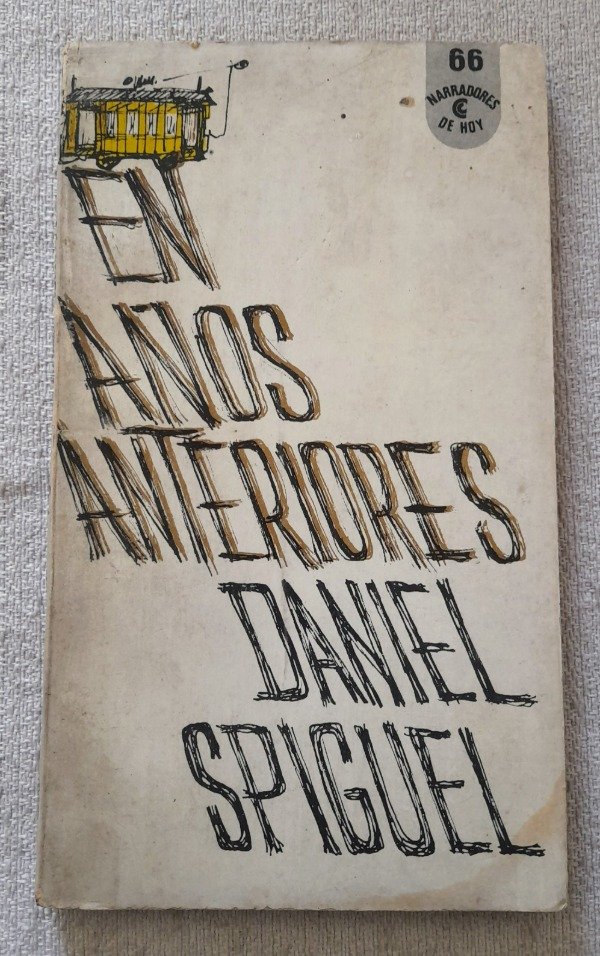 66
NARRADORES
DE HOY
EN
AÑOS
ANTERIORES
DANIEL
SPIGUEL